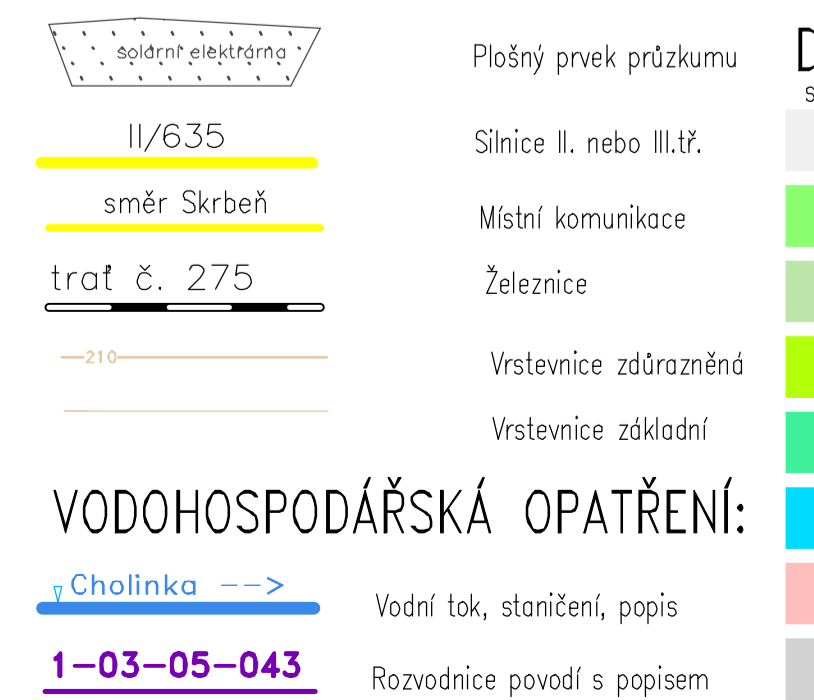 solární elektrárna Plošný prvek průzkumu
II/635 Silnice II. nebo III.tř.
směr Skrbeň Místní komunikace
trať č. 275 Železnice
210 Vrstevnice zdůrazněná
Vrstevnice základní
VODOHOSPODÁŘSKÁ OPATŘENÍ:
Cholinka --> Vodní tok, staničení, popis
1-03-05-043 Rozvodnice povodí s popisem